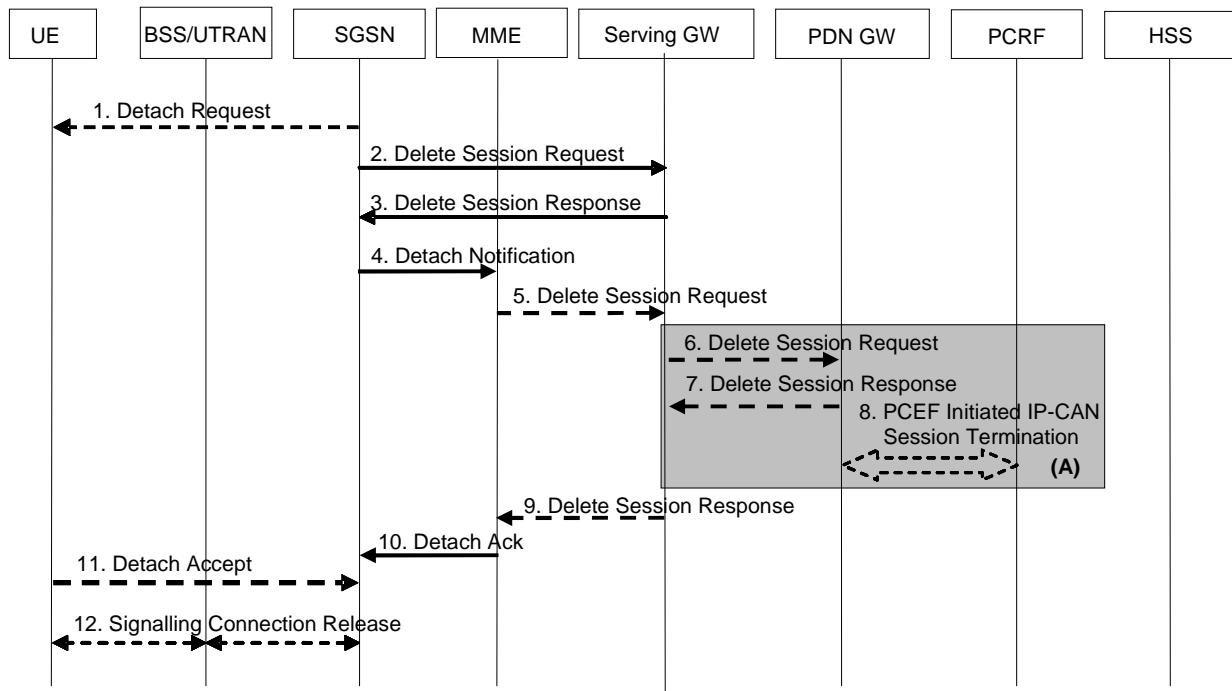 UE
BSS/UTRAN
SGSN
MME
Serving GW
PDN GW
PCRF
HSS
1. Detach Request
2. Delete Session Request
3. Delete Session Response
4. Detach Notification
5. Delete Session Request
6. Delete Session Request
7. Delete Session Response
8. PCEF Initiated IP-CAN
Session Termination
(A)
9. Delete Session Response
10. Detach Ack
11. Detach Accept
12. Signalling Connection Release